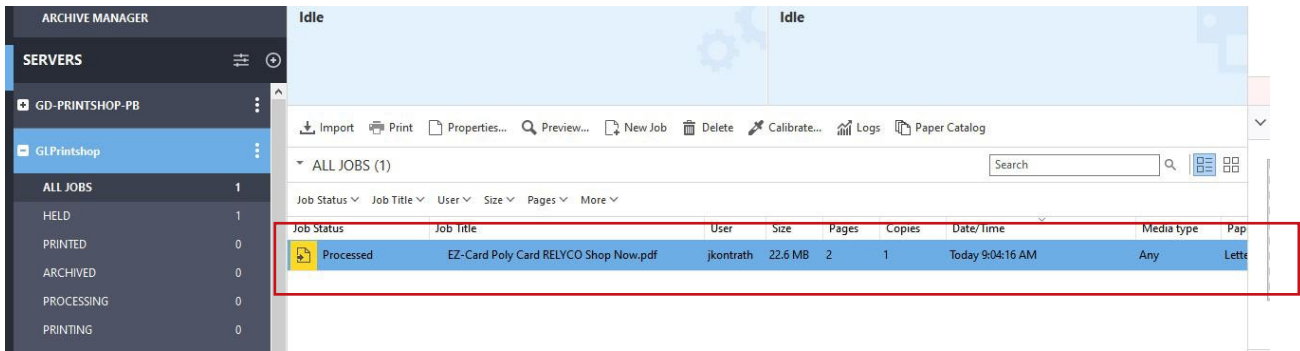 ARCHIVE MANAGER
SERVERS
GD-PRINTSHOP-PB
GLPrintshop
ALL JOBS 1
HELD 1
PRINTED 0
ARCHIVED 0
PROCESSING 0
PRINTING 0
Idle Idle
Import Print Properties... Preview... New Job Delete Calibrate... Logs Paper Catalog
ALL JOBS (1) Search
Job Status Job Title User Size Pages More
Job Status Job Title User Size Pages Copies Date/Time Media type Pap
Processed EZ-Card Poly Card RELYCO Shop Now.pdf jkontrath 22.6 MB 2 1 Today 9:04:16 AM Any Lette